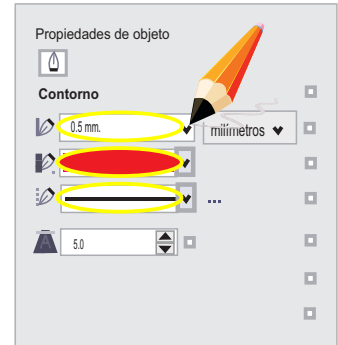 Propiedades de objeto
Contorno
0.5 mm.
milímetros
...
5.0